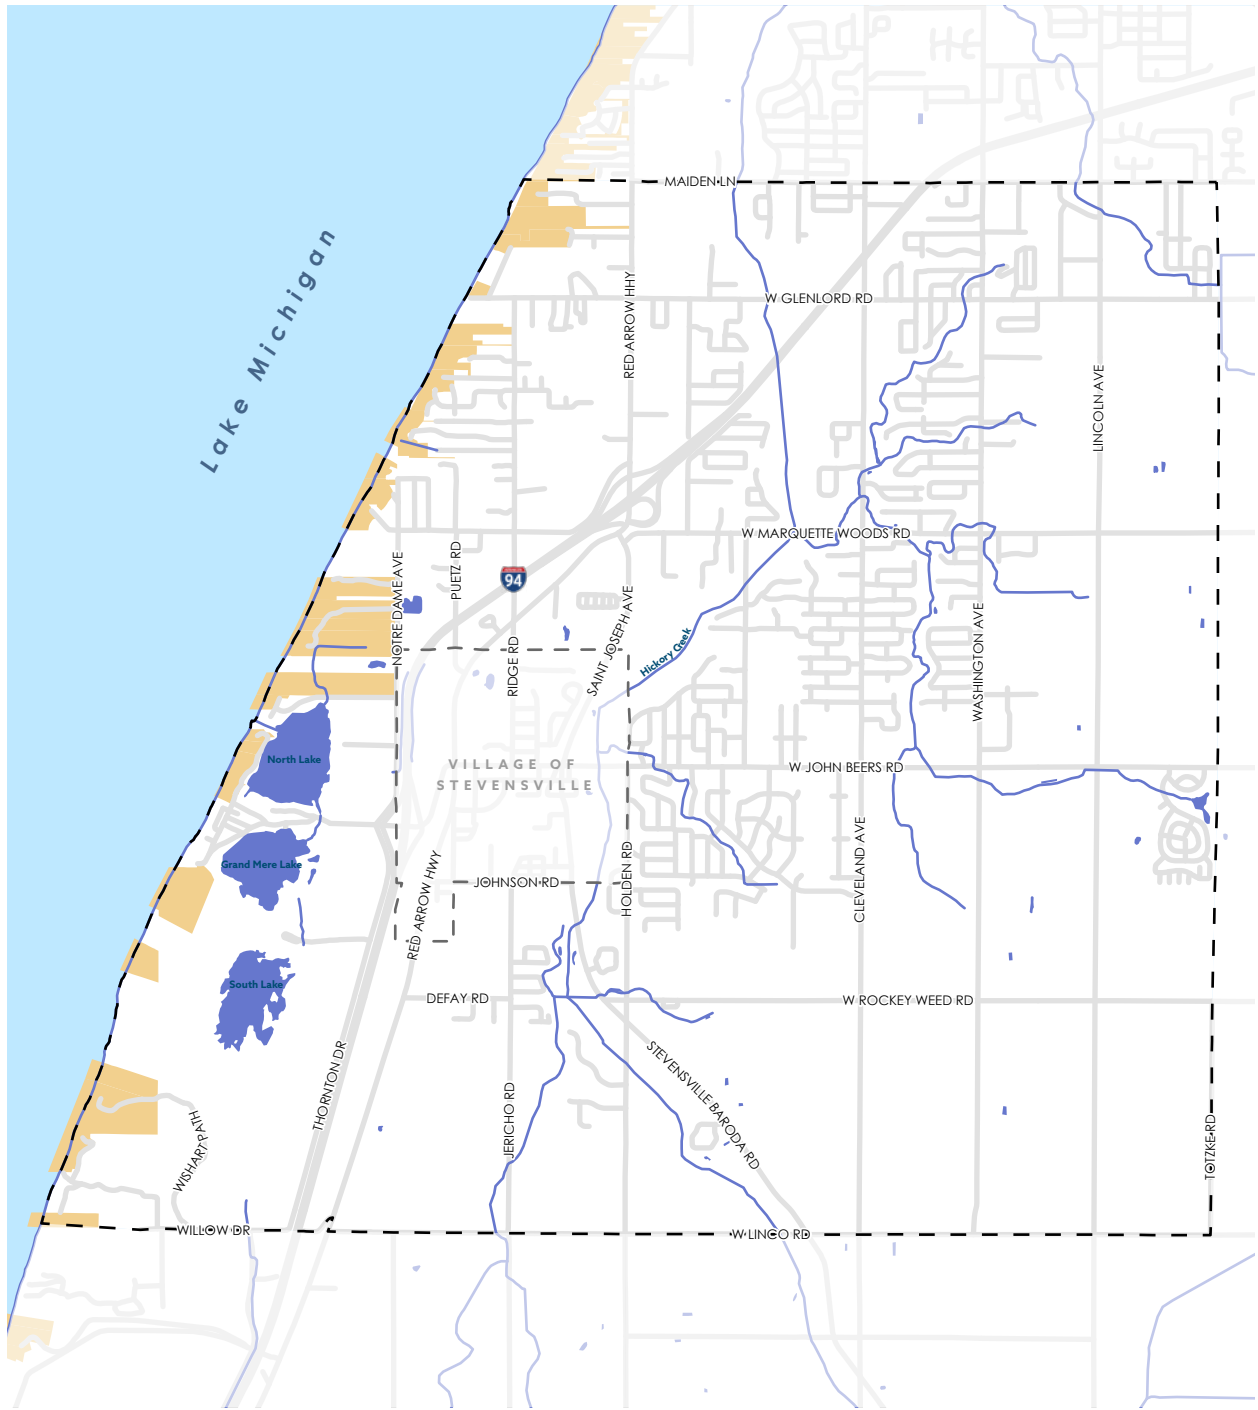 MAIDEN LN
Lake Michigan
W GLENLORD RD
RED ARROW HHY
LINCOLN AVE
W MARQUETTE WOODS RD
NOTRE DAME AVE
PUETZ RD
94
RIDGE RD
SAINT JOSEPH AVE
Hickory Creek
WASHINGTON AVE
North Lake
VILLAGE OF
STEVENSVILLE
W JOHN BEERS RD
Grand Mere Lake
RED ARROW HWY
JOHNSON RD
HOLDEN RD
CLEVELAND AVE
South Lake
DEFAY RD
W ROCKEY WEED RD
THORNTON DR
JERICHO RD
STEVENSVILLE BARODA RD
WISHART PATH
TOTZKE RD
WILLOW DR
W LINCO RD